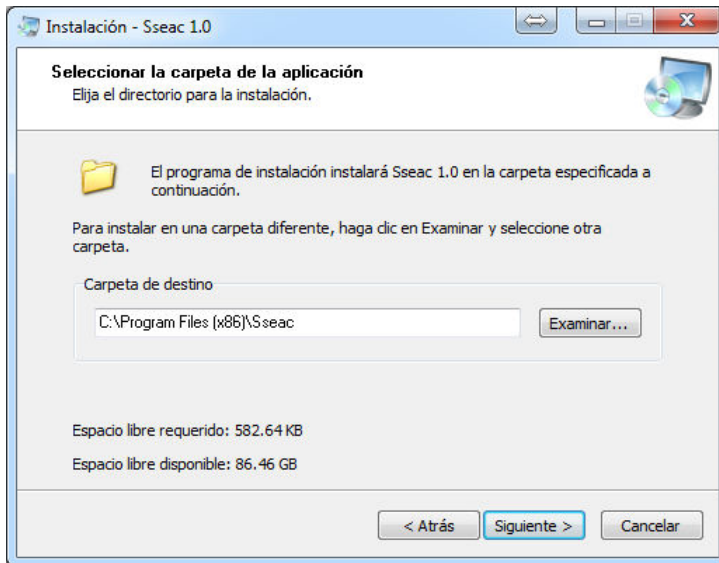 Instalación - Sseac 1.0
Seleccionar la carpeta de la aplicación
Elija el directorio para la instalación.
El programa de instalación instalará Sseac 1.0 en la carpeta especificada a
continuación.
Para instalar en una carpeta diferente, haga clic en Examinar y seleccione otra
carpeta.
Carpeta de destino
C:\Program Files (x86)\Sseac
Examinar...
Espacio libre requerido: 582.64 KB
Espacio libre disponible: 86.46 GB
< Atrás
Siguiente >
Cancelar